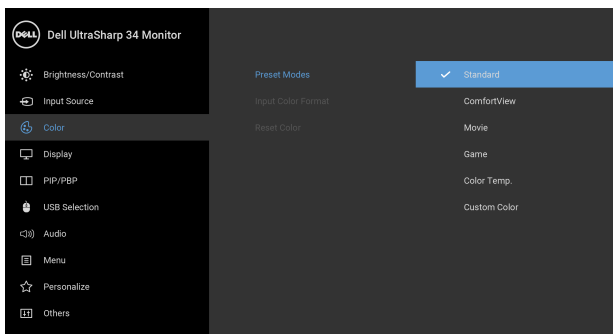 DELL Dell UltraSharp 34 Monitor
Brightness/Contrast
Input Source
Color
Display
PIP/PBP
USB Selection
Audio
Menu
Personalize
Others
Preset Modes
Input Color Format
Reset Color
Standard
ComfortView
Movie
Game
Color Temp.
Custom Color